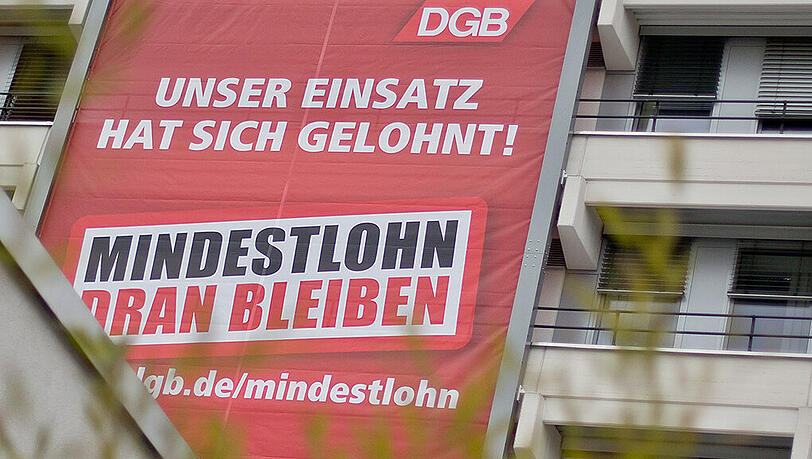 DGB
UNSER EINSATZ
HAT SICH GELOHNT!
MINDESTLOHN
DRAN BLEIBEN
dgb.de/mindestlohn